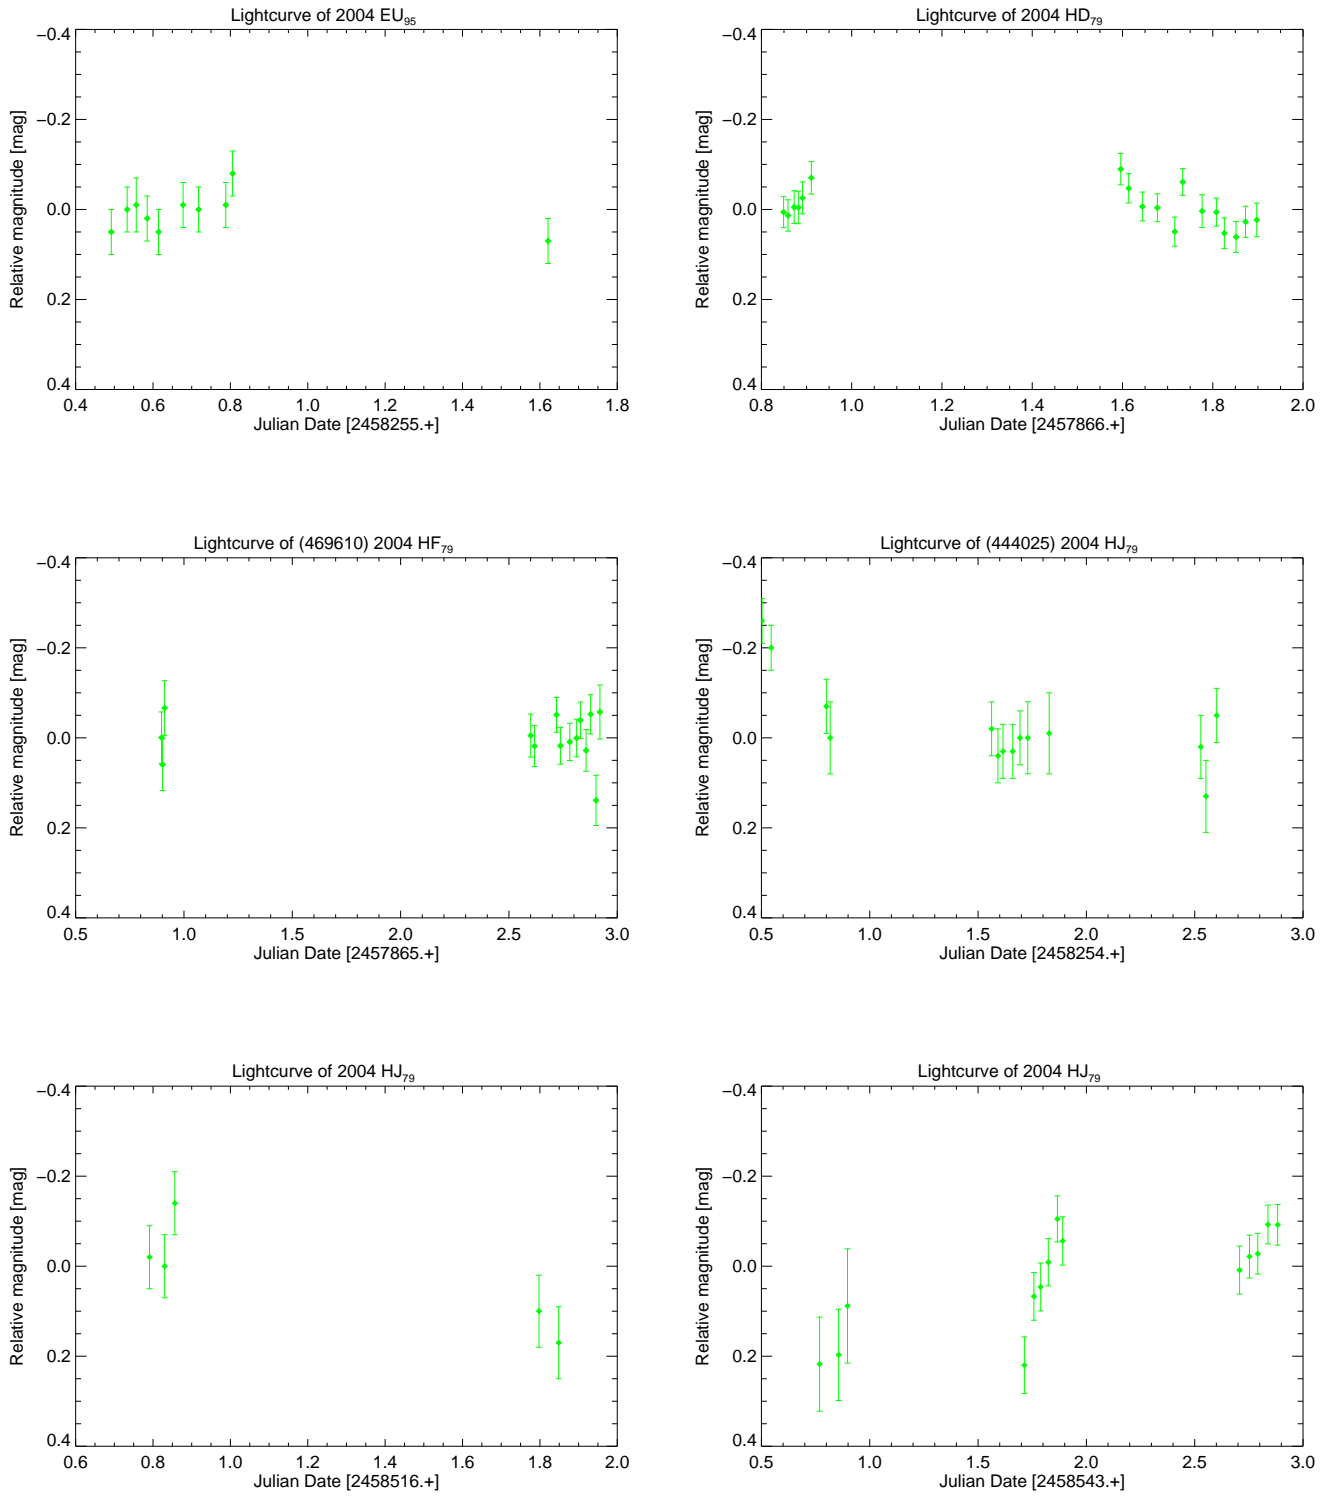 Lightcurve of 2004 EU₉₅
−0.4
−0.2
0.0
0.2
0.4
Relative magnitude [mag]
0.4 0.6 0.8 1.0 1.2 1.4 1.6 1.8
Julian Date [2458255.+]
Lightcurve of 2004 HD₇₉
−0.4
−0.2
0.0
0.2
0.4
Relative magnitude [mag]
0.8 1.0 1.2 1.4 1.6 1.8 2.0
Julian Date [2457866.+]
Lightcurve of (469610) 2004 HF₇₉
−0.4
−0.2
0.0
0.2
0.4
Relative magnitude [mag]
0.5 1.0 1.5 2.0 2.5 3.0
Julian Date [2457865.+]
Lightcurve of (444025) 2004 HJ₇₉
−0.4
−0.2
0.0
0.2
0.4
Relative magnitude [mag]
0.5 1.0 1.5 2.0 2.5 3.0
Julian Date [2458254.+]
Lightcurve of 2004 HJ₇₉
−0.4
−0.2
0.0
0.2
0.4
Relative magnitude [mag]
0.6 0.8 1.0 1.2 1.4 1.6 1.8 2.0
Julian Date [2458516.+]
Lightcurve of 2004 HJ₇₉
−0.4
−0.2
0.0
0.2
0.4
Relative magnitude [mag]
0.5 1.0 1.5 2.0 2.5 3.0
Julian Date [2458543.+]